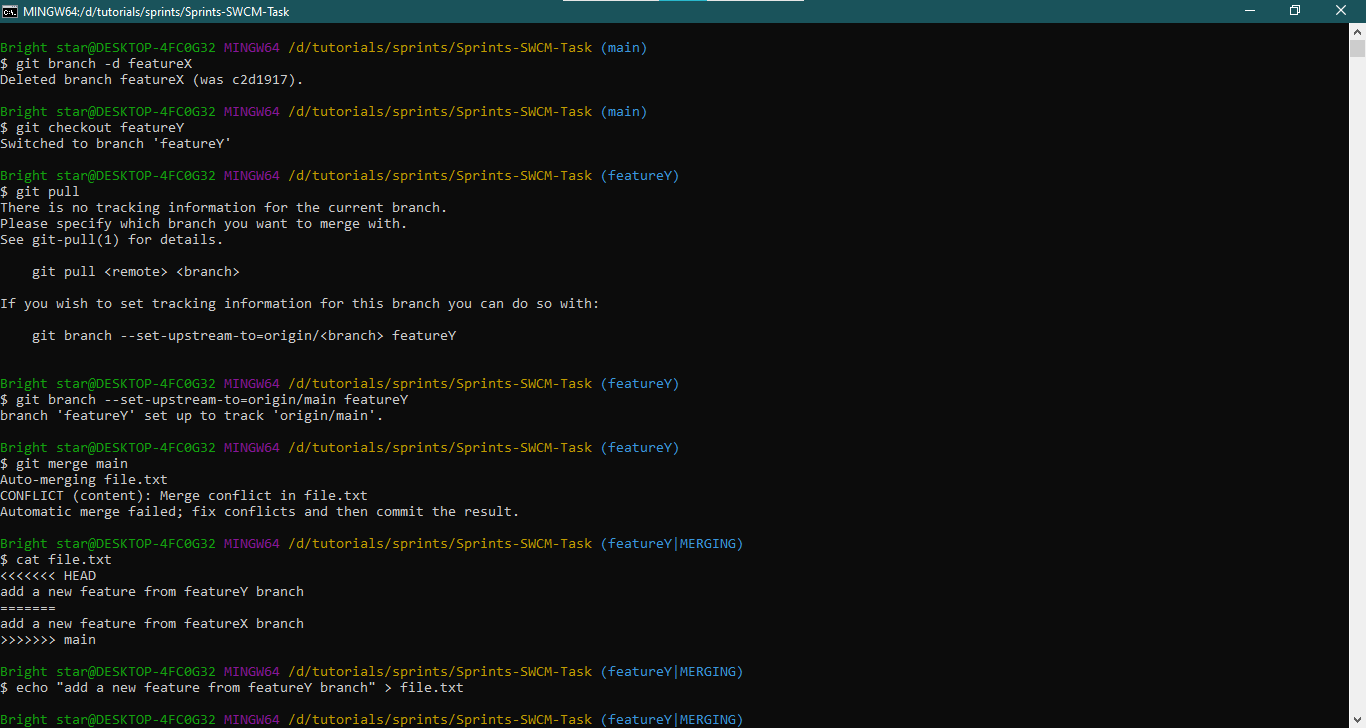 MINGW64:/d/tutorials/sprints/Sprints-SWCM-Task
Bright star@DESKTOP-4FC0G32 MINGW64 /d/tutorials/sprints/Sprints-SWCM-Task (main)
$ git branch -d featureX
Deleted branch featureX (was c2d1917).
Bright star@DESKTOP-4FC0G32 MINGW64 /d/tutorials/sprints/Sprints-SWCM-Task (main)
$ git checkout featureY
Switched to branch 'featureY'
Bright star@DESKTOP-4FC0G32 MINGW64 /d/tutorials/sprints/Sprints-SWCM-Task (featureY)
$ git pull
There is no tracking information for the current branch.
Please specify which branch you want to merge with.
See git-pull(1) for details.
    git pull <remote> <branch>
If you wish to set tracking information for this branch you can do so with:
    git branch --set-upstream-to=origin/<branch> featureY
Bright star@DESKTOP-4FC0G32 MINGW64 /d/tutorials/sprints/Sprints-SWCM-Task (featureY)
$ git branch --set-upstream-to=origin/main featureY
branch 'featureY' set up to track 'origin/main'.
Bright star@DESKTOP-4FC0G32 MINGW64 /d/tutorials/sprints/Sprints-SWCM-Task (featureY)
$ git merge main
Auto-merging file.txt
CONFLICT (content): Merge conflict in file.txt
Automatic merge failed; fix conflicts and then commit the result.
Bright star@DESKTOP-4FC0G32 MINGW64 /d/tutorials/sprints/Sprints-SWCM-Task (featureY|MERGING)
$ cat file.txt
<<<<<<< HEAD
add a new feature from featureY branch
=======
add a new feature from featureX branch
>>>>>>> main
Bright star@DESKTOP-4FC0G32 MINGW64 /d/tutorials/sprints/Sprints-SWCM-Task (featureY|MERGING)
$ echo "add a new feature from featureY branch" > file.txt
Bright star@DESKTOP-4FC0G32 MINGW64 /d/tutorials/sprints/Sprints-SWCM-Task (featureY|MERGING)